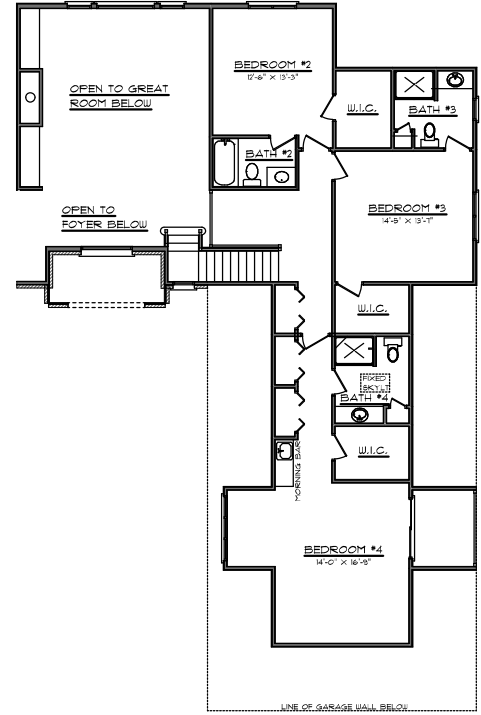 BEDROOM #2
12'-6" X 13'-3"
OPEN TO GREAT
ROOM BELOW
W.I.C.
BATH #3
BATH #2
OPEN TO
FOYER BELOW
BEDROOM #3
14'-5" X 13'-7"
W.I.C.
FIXED
SKYLT
BATH #4
W.I.C.
MORNING BAR
BEDROOM #4
14'-0" X 16'-8"
LINE OF GARAGE WALL BELOW